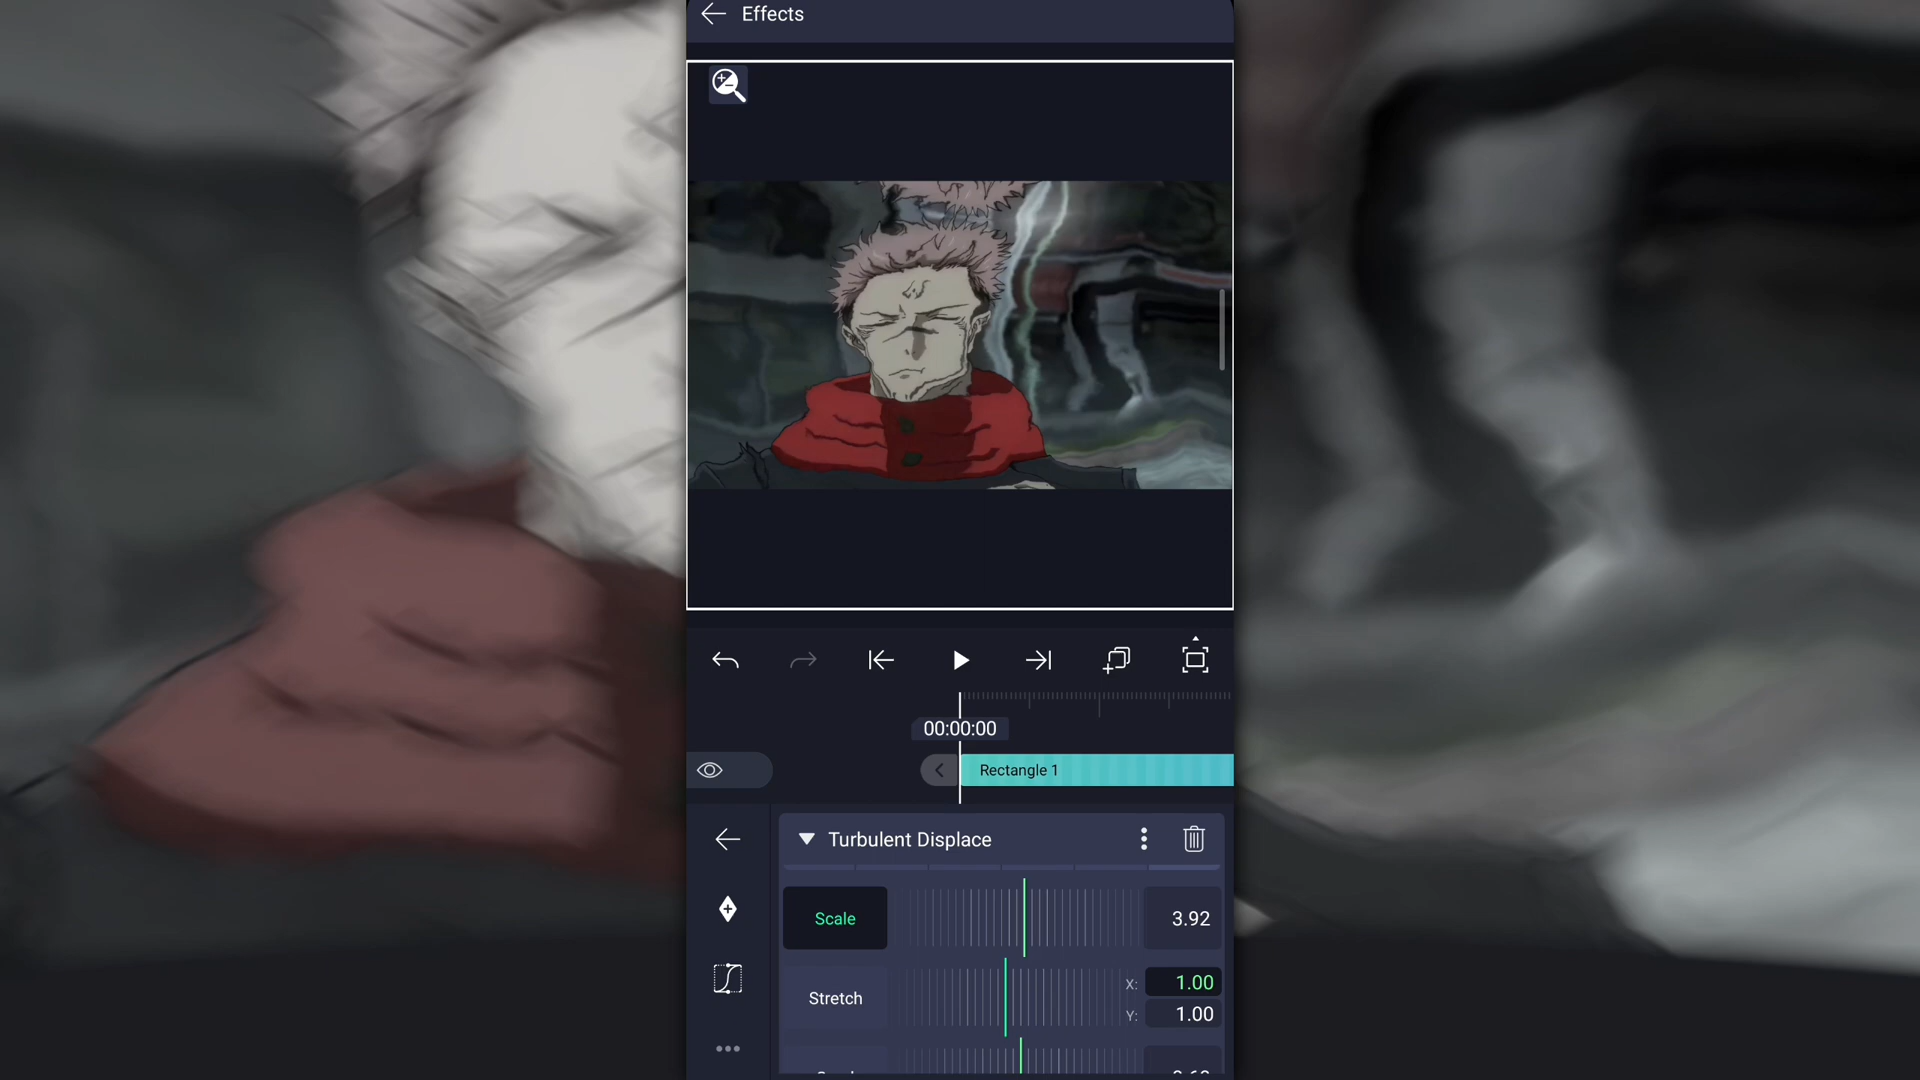 Effects
00:00:00
Rectangle 1
Turbulent Displace
Scale
3.92
Stretch
X: 1.00
Y: 1.00